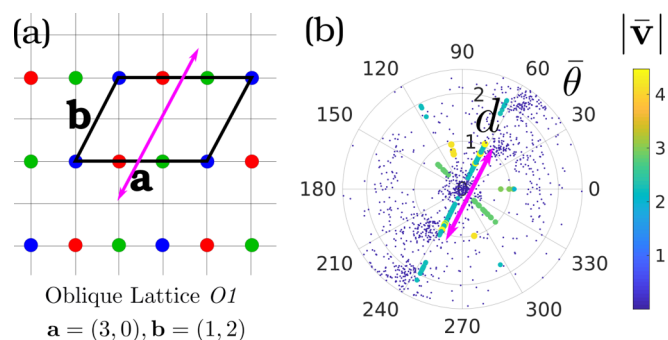 (a)
b
a
Oblique Lattice O1
a = (3, 0), b = (1, 2)
(b)
|v̄|
θ̄
d
90
60
30
0
330
300
270
240
210
180
150
120
1
2
4
3
2
1